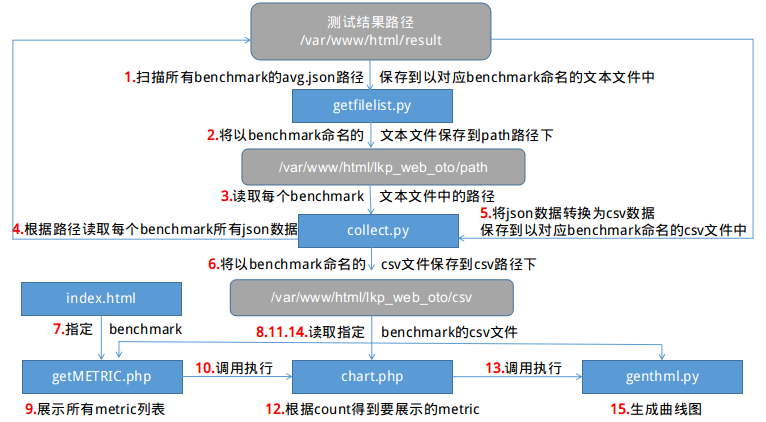 测试结果路径
/var/www/html/result
1.扫描所有benchmark的avg.json路径 保存到以对应benchmark命名的文本文件中
getfilelist.py
2.将以benchmark命名的 文本文件保存到path路径下
/var/www/html/lkp_web_oto/path
3.读取每个benchmark 文本文件中的路径
4.根据路径读取每个benchmark所有json数据
collect.py
5.将json数据转换为csv数据
保存到以对应benchmark命名的csv文件中
6.将以benchmark命名的 csv文件保存到csv路径下
index.html
/var/www/html/lkp_web_oto/csv
7.指定 benchmark
8.11.14.读取指定 benchmark的csv文件
getMETRIC.php
10.调用执行
chart.php
13.调用执行
genthml.py
9.展示所有metric列表
12.根据count得到要展示的metric
15.生成曲线图